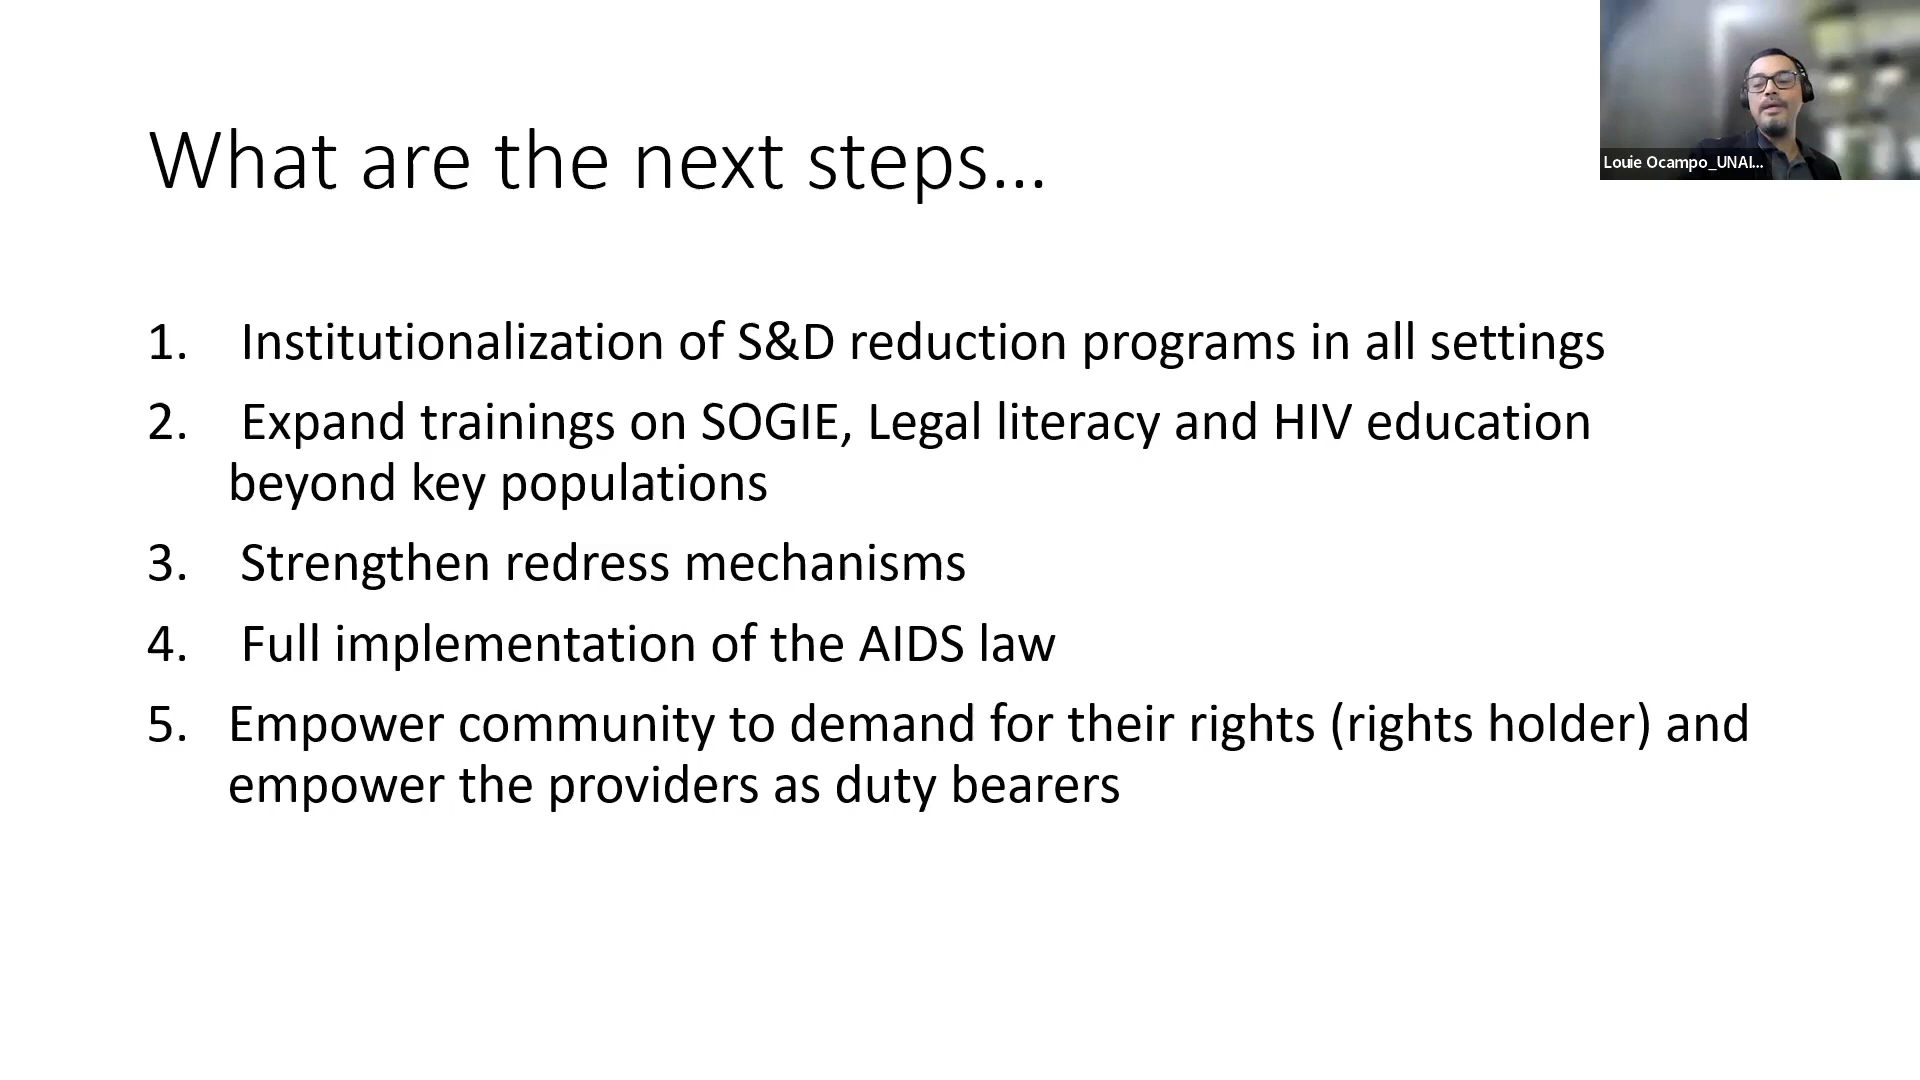 What are the next steps...
1. Institutionalization of S&D reduction programs in all settings
2. Expand trainings on SOGIE, Legal literacy and HIV education
beyond key populations
3. Strengthen redress mechanisms
4. Full implementation of the AIDS law
5. Empower community to demand for their rights (rights holder) and
empower the providers as duty bearers
Louie Ocampo_UNAI...